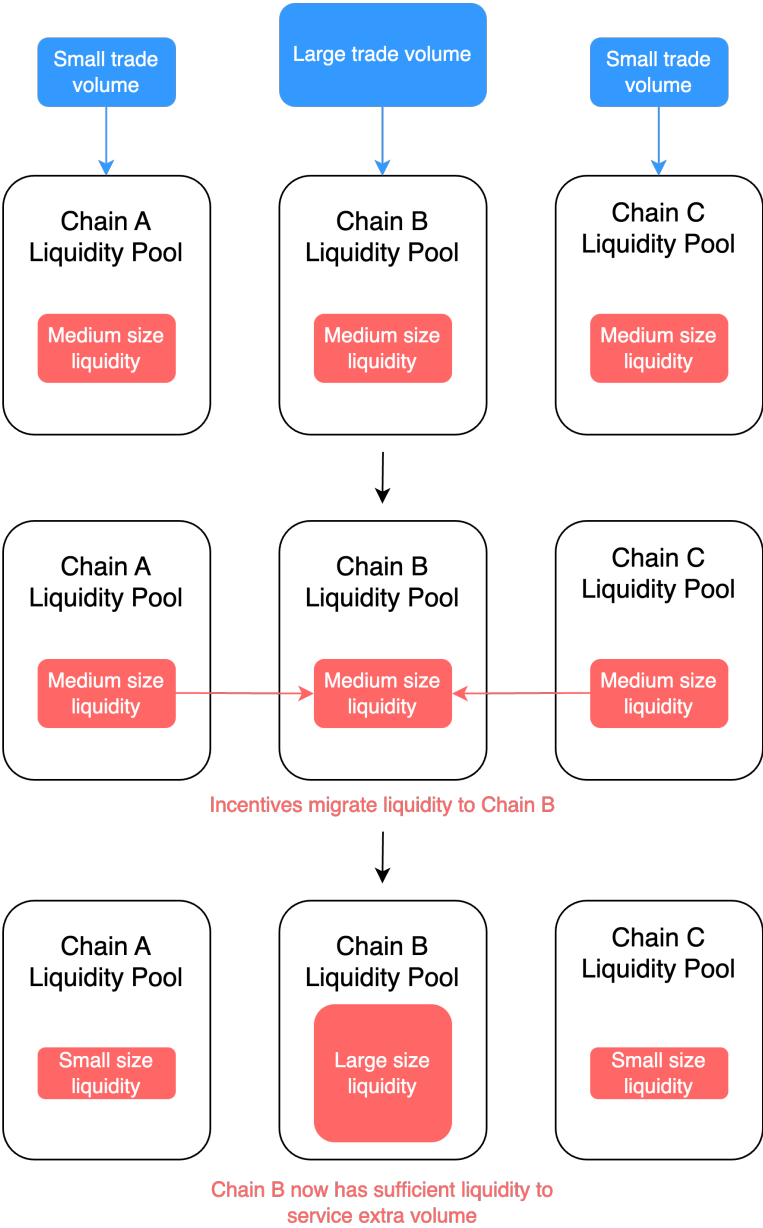 Small trade
volume
Large trade volume
Small trade
volume
Chain A
Liquidity Pool
Medium size
liquidity
Chain B
Liquidity Pool
Medium size
liquidity
Chain C
Liquidity Pool
Medium size
liquidity
Chain A
Liquidity Pool
Medium size
liquidity
Chain B
Liquidity Pool
Medium size
liquidity
Chain C
Liquidity Pool
Medium size
liquidity
Incentives migrate liquidity to Chain B
Chain A
Liquidity Pool
Small size
liquidity
Chain B
Liquidity Pool
Large size
liquidity
Chain C
Liquidity Pool
Small size
liquidity
Chain B now has sufficient liquidity to
service extra volume